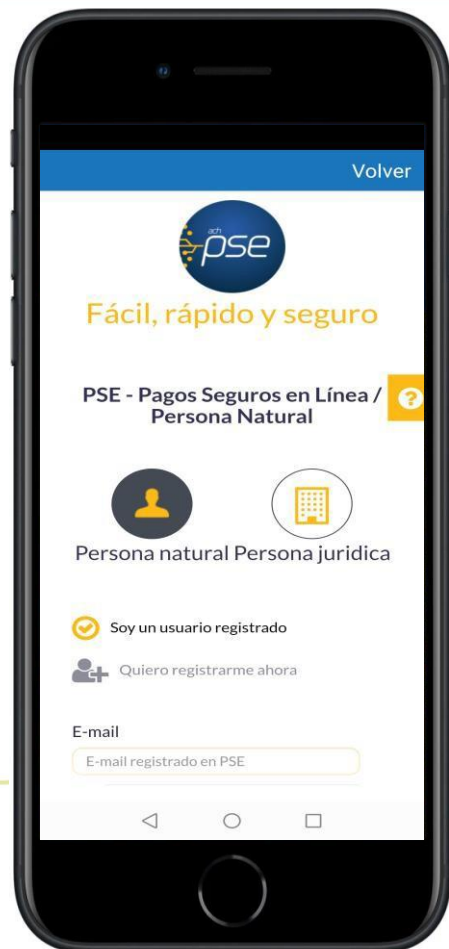 Volver
ach
pse
Fácil, rápido y seguro
PSE - Pagos Seguros en Línea /
Persona Natural
?
Persona natural Persona juridica
Soy un usuario registrado
Quiero registrarme ahora
E-mail
E-mail registrado en PSE